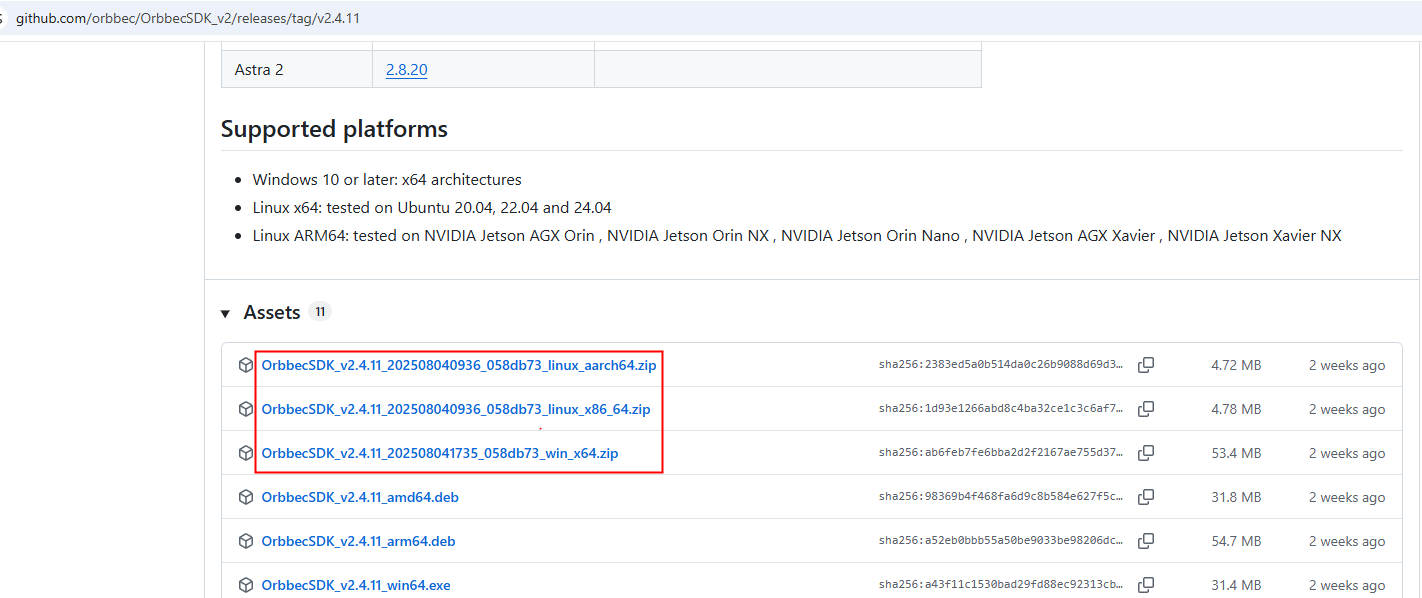 github.com/orbbec/OrbbecSDK_v2/releases/tag/v2.4.11
Astra 2 2.8.20
Supported platforms
Windows 10 or later: x64 architectures
Linux x64: tested on Ubuntu 20.04, 22.04 and 24.04
Linux ARM64: tested on NVIDIA Jetson AGX Orin , NVIDIA Jetson Orin NX , NVIDIA Jetson Orin Nano , NVIDIA Jetson AGX Xavier , NVIDIA Jetson Xavier NX
Assets 11
OrbbecSDK_v2.4.11_202508040936_058db73_linux_aarch64.zip sha256:2383ed5a0b514da0c26b9088d69d3… 4.72 MB 2 weeks ago
OrbbecSDK_v2.4.11_202508040936_058db73_linux_x86_64.zip sha256:1d93e1266abd8c4ba32ce1c3c6af7… 4.78 MB 2 weeks ago
OrbbecSDK_v2.4.11_202508041735_058db73_win_x64.zip sha256:ab6feb7fe6bba2d2f2167ae755d37… 53.4 MB 2 weeks ago
OrbbecSDK_v2.4.11_amd64.deb sha256:98369b4f468fa6d9c8b584e627f5c… 31.8 MB 2 weeks ago
OrbbecSDK_v2.4.11_arm64.deb sha256:a52eb0bbb55a50be9033be98206dc… 54.7 MB 2 weeks ago
OrbbecSDK_v2.4.11_win64.exe sha256:a43f11c1530bad29fd88ec92313cb… 31.4 MB 2 weeks ago